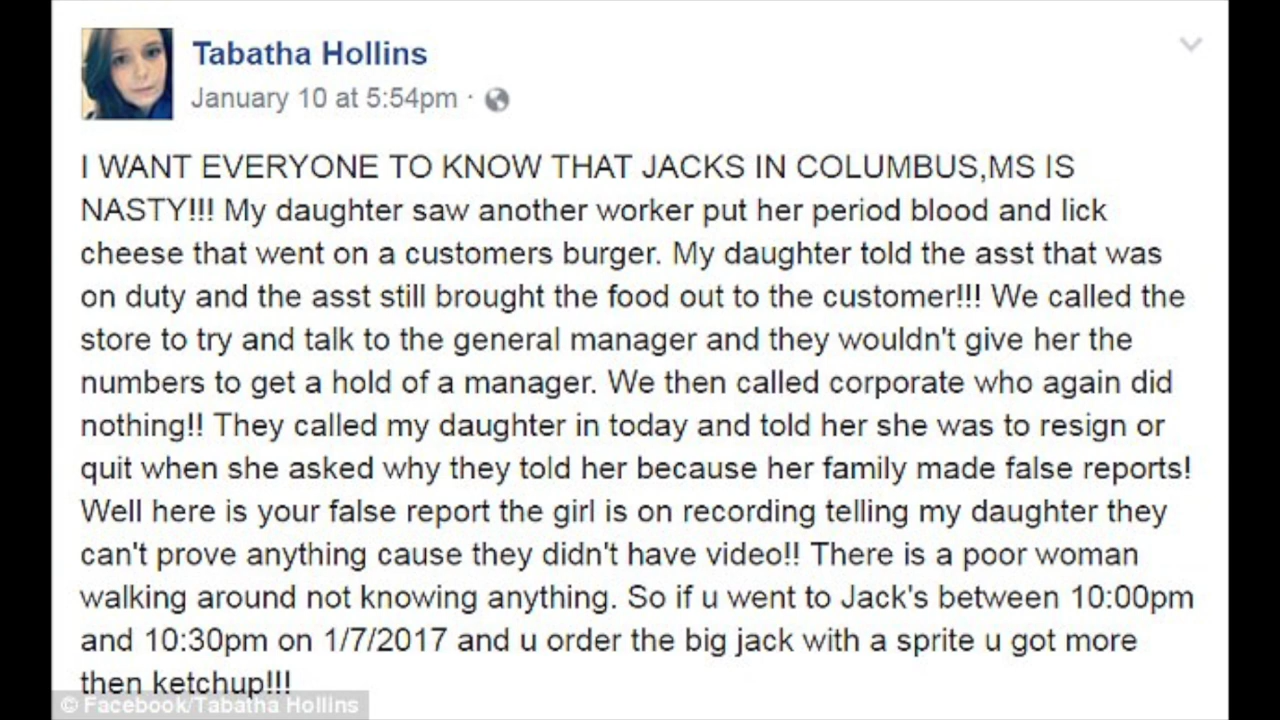 Tabatha Hollins
January 10 at 5:54pm ·
I WANT EVERYONE TO KNOW THAT JACKS IN COLUMBUS,MS IS
NASTY!!! My daughter saw another worker put her period blood and lick
cheese that went on a customers burger. My daughter told the asst that was
on duty and the asst still brought the food out to the customer!!! We called the
store to try and talk to the general manager and they wouldn't give her the
numbers to get a hold of a manager. We then called corporate who again did
nothing!! They called my daughter in today and told her she was to resign or
quit when she asked why they told her because her family made false reports!
Well here is your false report the girl is on recording telling my daughter they
can't prove anything cause they didn't have video!! There is a poor woman
walking around not knowing anything. So if u went to Jack's between 10:00pm
and 10:30pm on 1/7/2017 and u order the big jack with a sprite u got more
then ketchup!!!
© Facebook/Tabatha Hollins